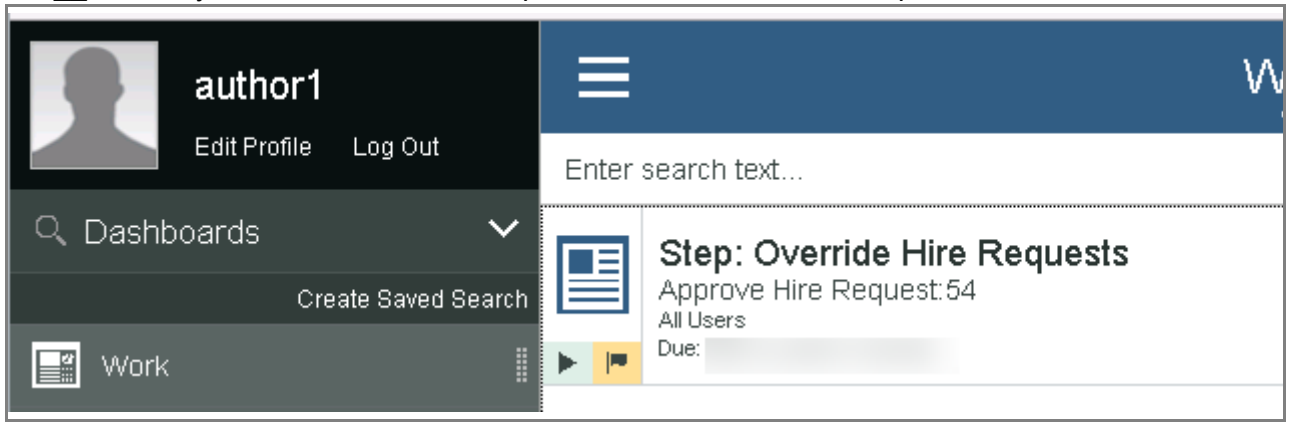 author1
Edit Profile Log Out
Dashboards
Create Saved Search
Work
Enter search text...
Step: Override Hire Requests
Approve Hire Request:54
All Users
Due: